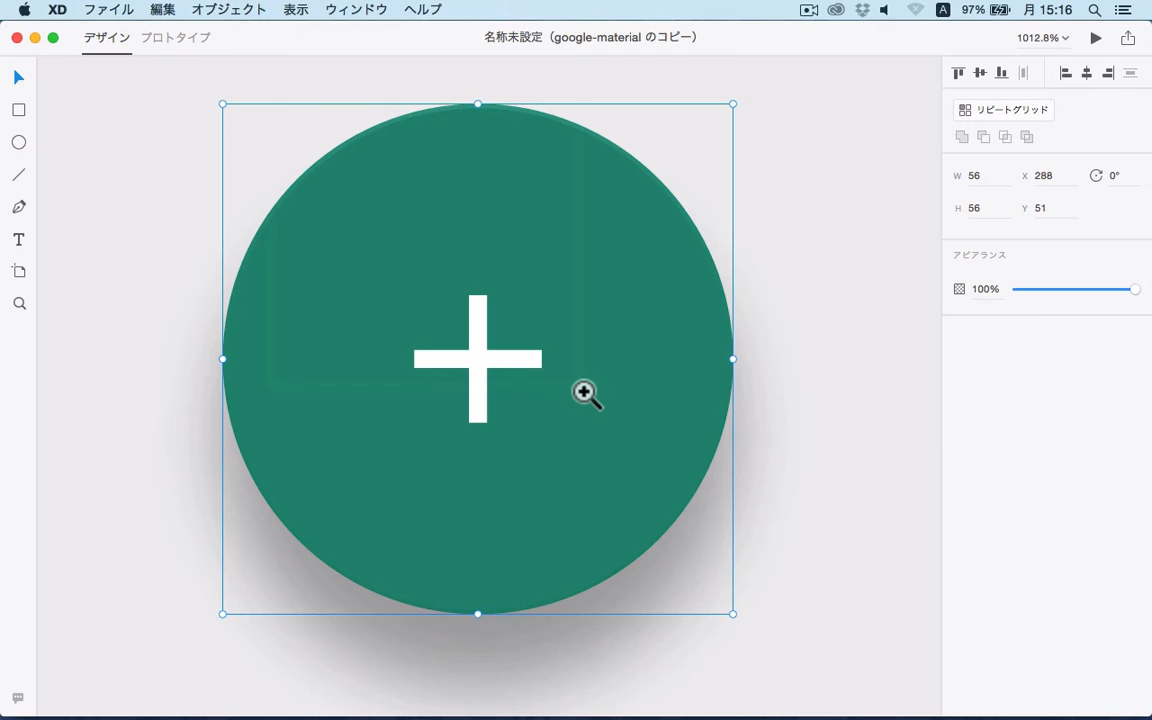 XD ファイル 編集 オブジェクト 表示 ウィンドウ ヘルプ A 97% 月 15:16
デザイン プロトタイプ 名称未設定（google-material のコピー） 1012.8%
リピートグリッド
W 56 X 288 0°
H 56 Y 51
アピアランス
100%
T